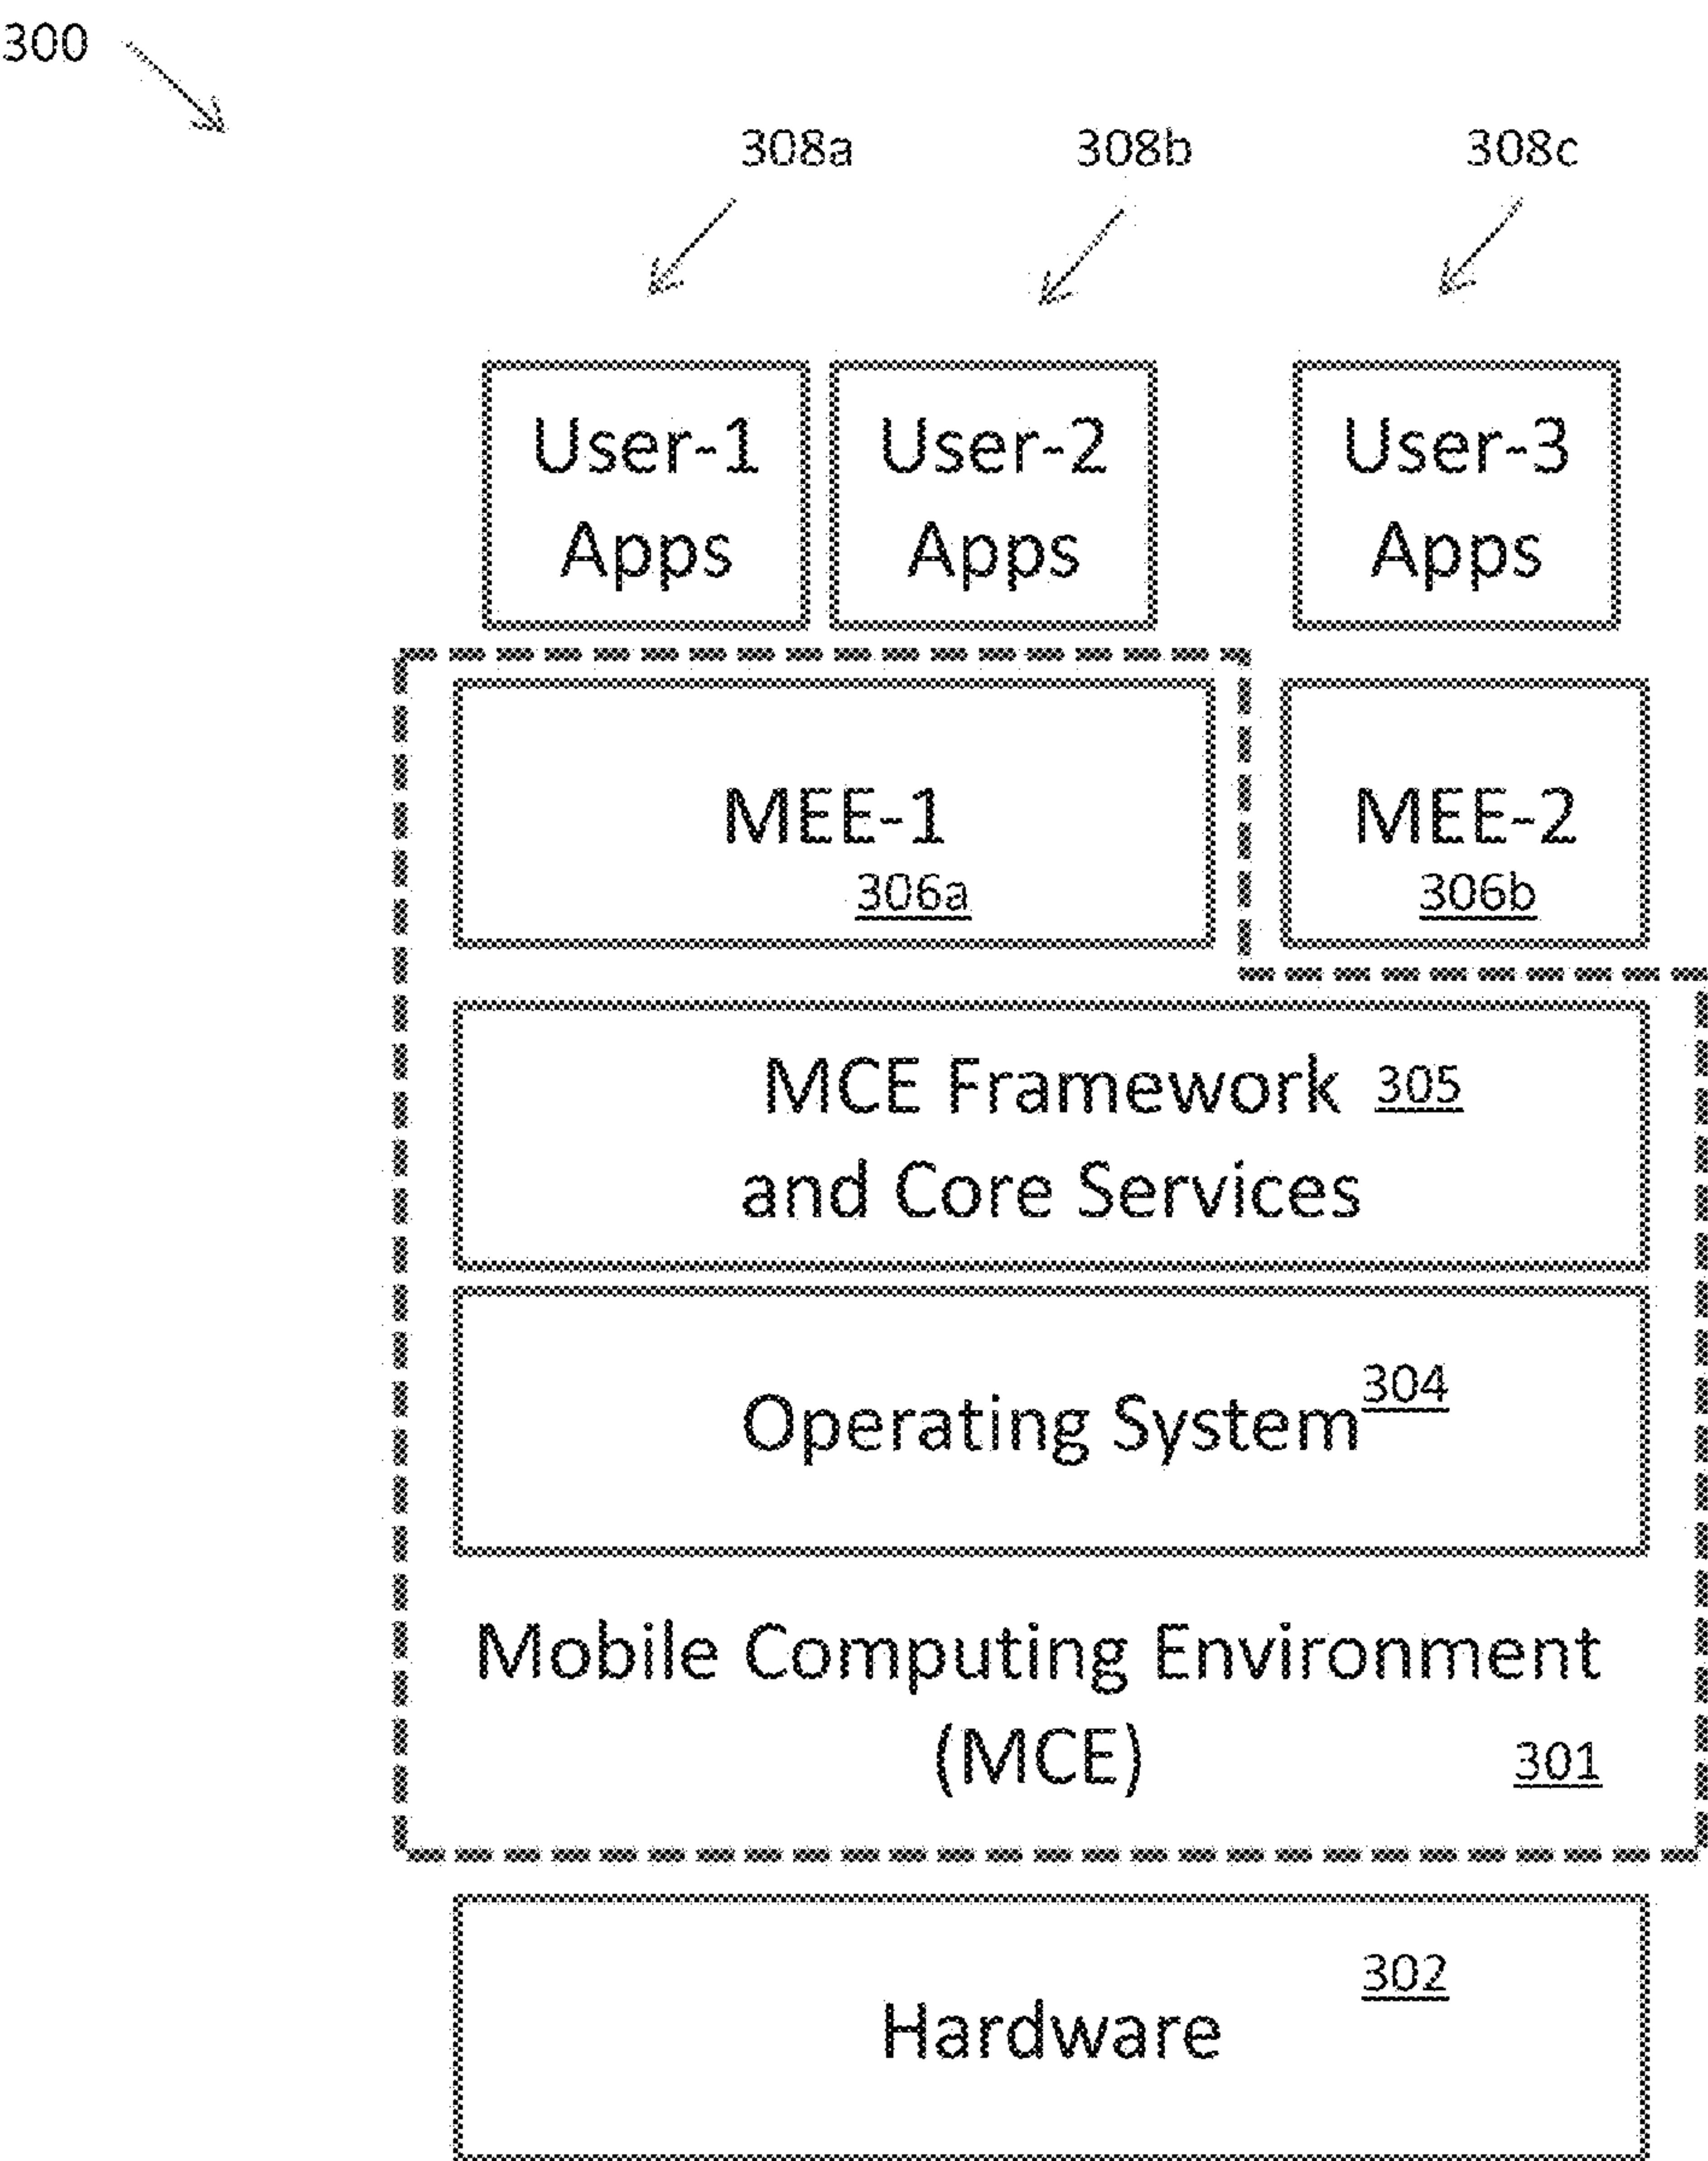 300
308a 308b 308c
User-1 User-2 User-3
Apps Apps Apps
MEE-1 MEE-2
306a 306b
MCE Framework 305
and Core Services
304
Operating System
Mobile Computing Environment
(MCE) 301
302
Hardware